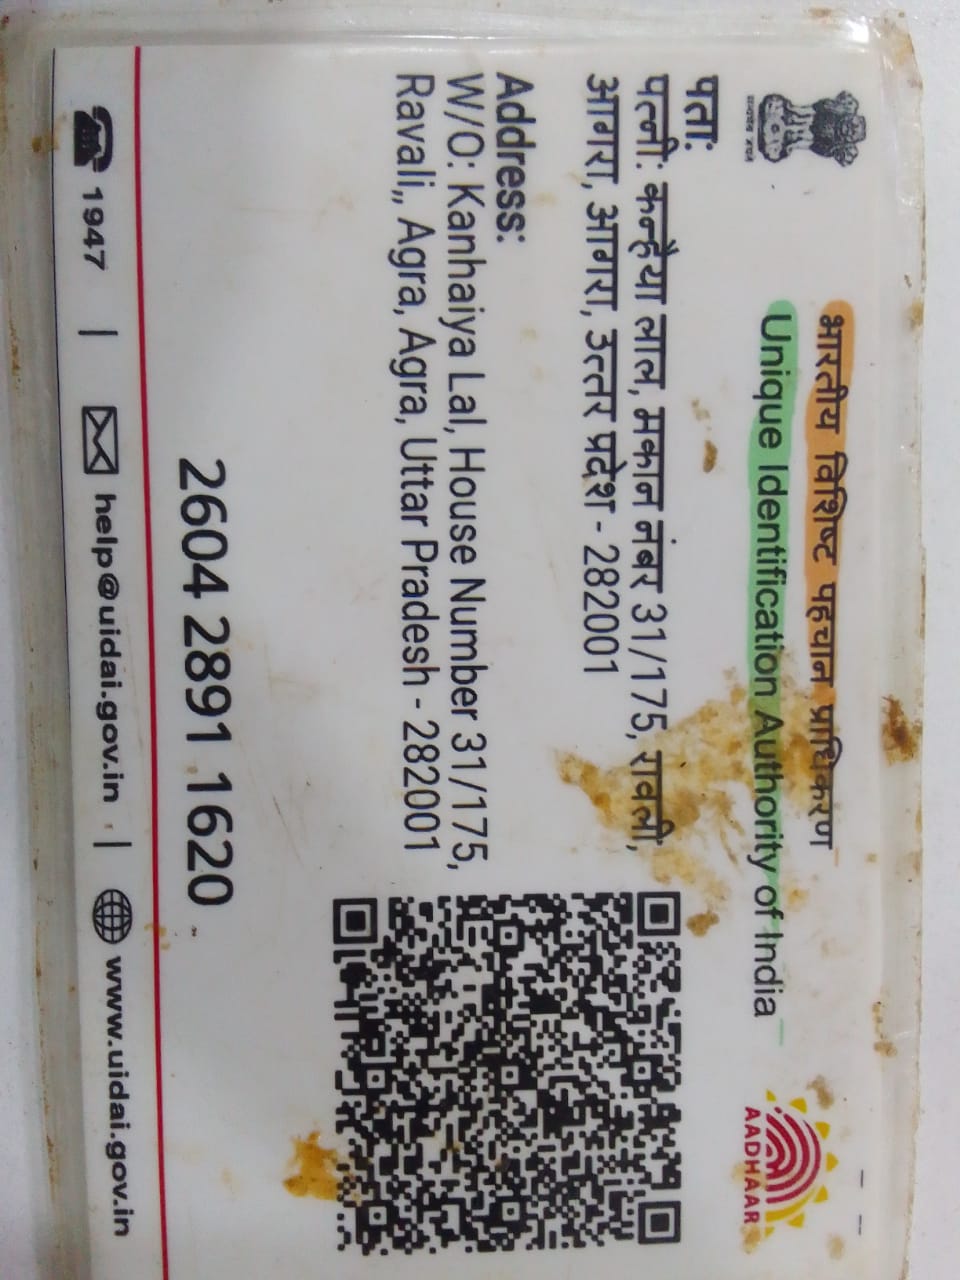 भारतीय विशिष्ट पहचान प्राधिकरण
Unique Identification Authority of India
AADHAAR
पताः
पत्नीः कन्हैया लाल, मकान नंबर 31/175, रावली,
आगरा, आगरा, उत्तर प्रदेश - 282001
Address:
W/O: Kanhaiya Lal, House Number 31/175,
Ravali,, Agra, Agra, Uttar Pradesh - 282001
2604 2891 1620
1947 | help@uidai.gov.in | www.uidai.gov.in